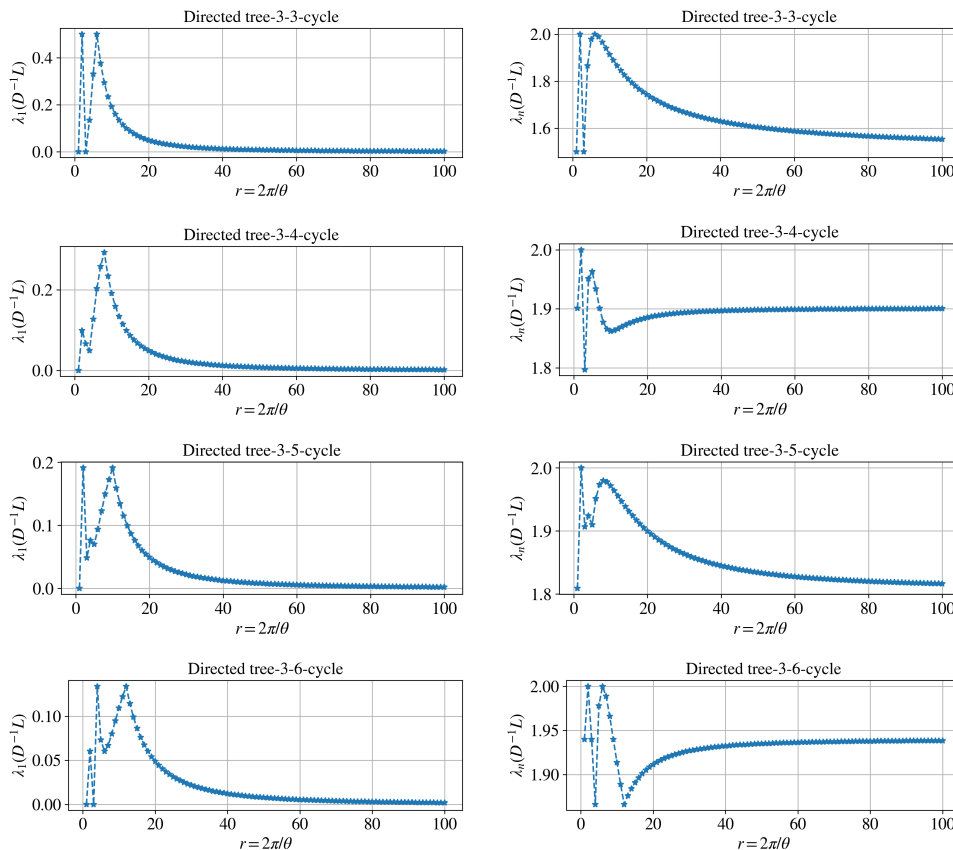 Directed tree-3-3-cycle
λ₁(D⁻¹L)
0.4
0.2
0.0
0 20 40 60 80 100
r = 2π/θ
Directed tree-3-3-cycle
λₙ(D⁻¹L)
2.0
1.8
1.6
0 20 40 60 80 100
r = 2π/θ
Directed tree-3-4-cycle
λ₁(D⁻¹L)
0.2
0.0
0 20 40 60 80 100
r = 2π/θ
Directed tree-3-4-cycle
λₙ(D⁻¹L)
2.0
1.9
1.8
0 20 40 60 80 100
r = 2π/θ
Directed tree-3-5-cycle
λ₁(D⁻¹L)
0.2
0.1
0.0
0 20 40 60 80 100
r = 2π/θ
Directed tree-3-5-cycle
λₙ(D⁻¹L)
2.0
1.9
1.8
0 20 40 60 80 100
r = 2π/θ
Directed tree-3-6-cycle
λ₁(D⁻¹L)
0.10
0.05
0.00
0 20 40 60 80 100
r = 2π/θ
Directed tree-3-6-cycle
λₙ(D⁻¹L)
2.00
1.95
1.90
0 20 40 60 80 100
r = 2π/θ